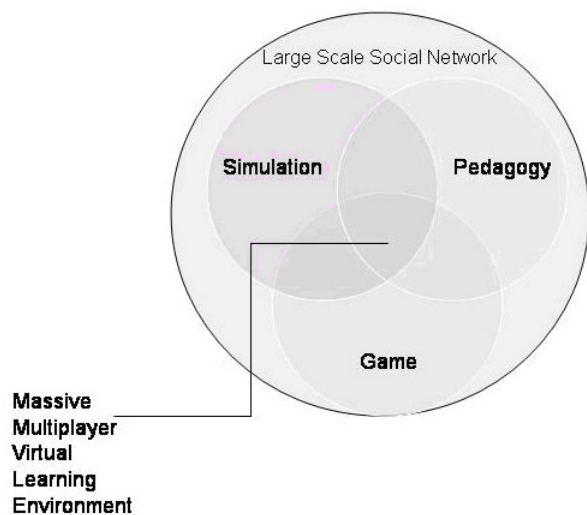 Large Scale Social Network
Simulation
Pedagogy
Game
Massive
Multiplayer
Virtual
Learning
Environment